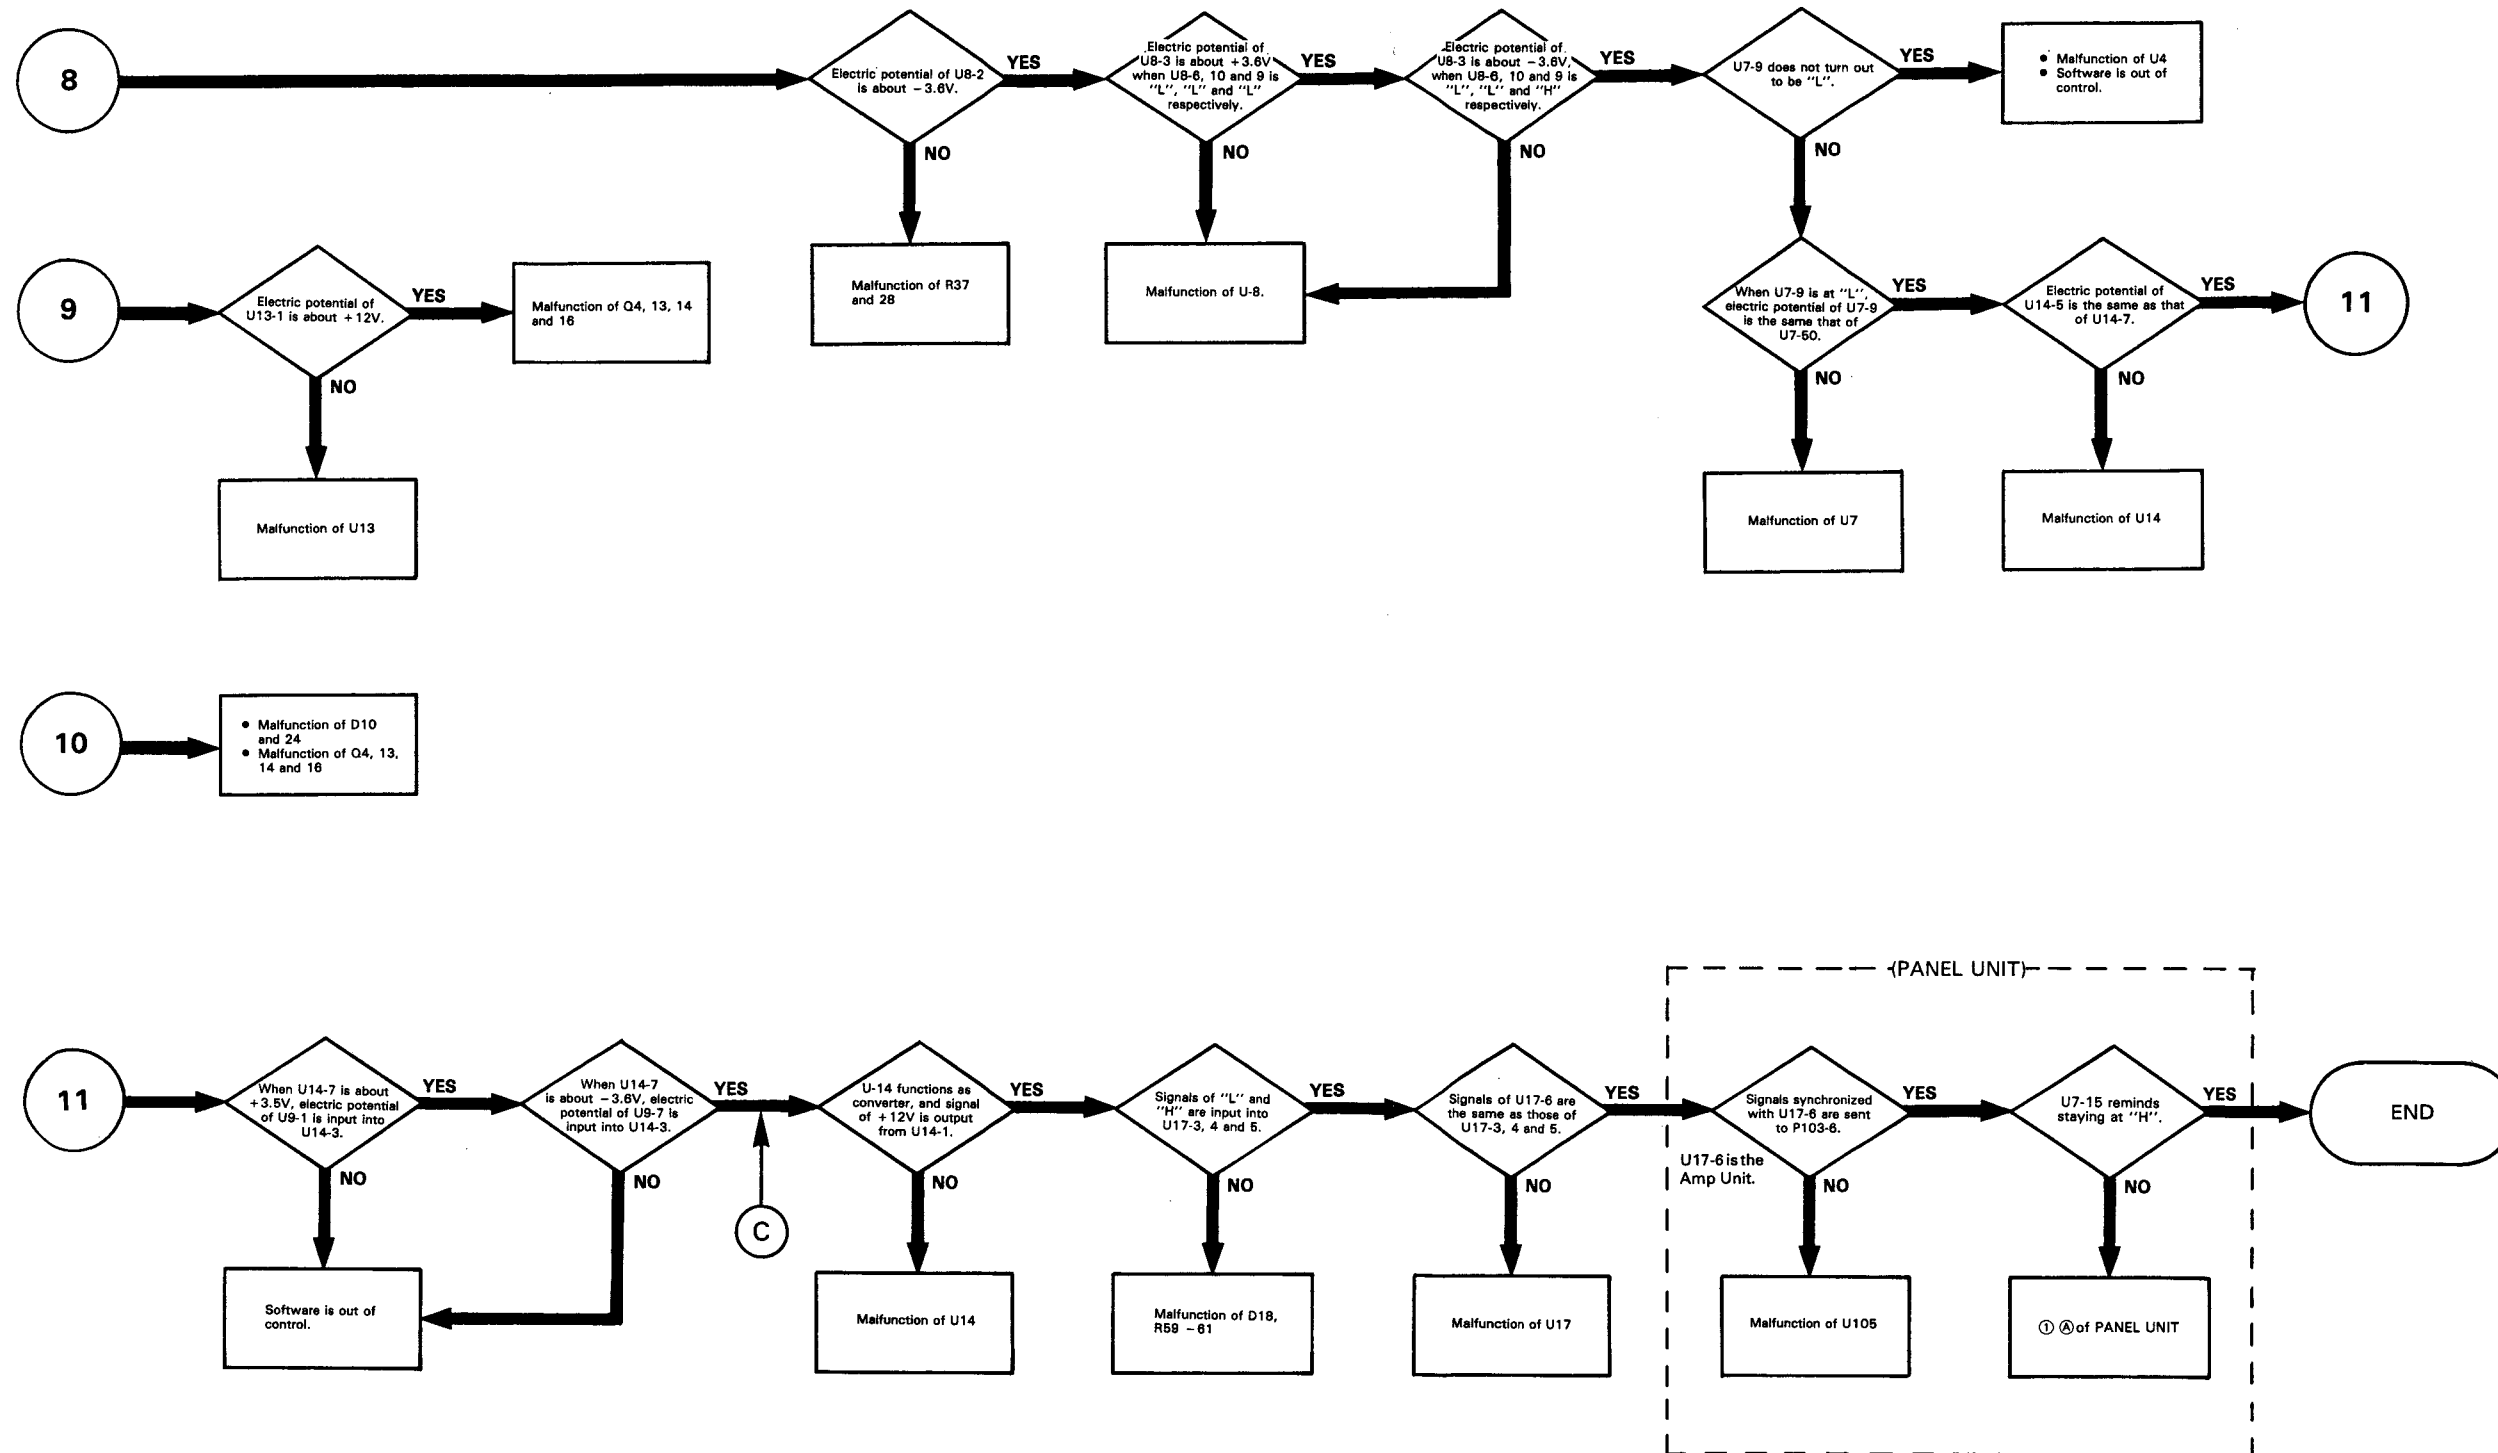 8
Electric potential of U8-2
is about −3.6V.
YES
NO
Malfunction of R37
and 28
Electric potential of
U8-3 is about +3.6V
when U8-6, 10 and 9 is
"L", "L" and "L"
respectively.
YES
NO
Malfunction of U-8.
Electric potential of
U8-3 is about −3.6V,
when U8-6, 10 and 9 is
"L", "L" and "H"
respectively.
YES
NO
U7-9 does not turn out
to be "L".
YES
NO
● Malfunction of U4
● Software is out of
control.
When U7-9 is at "L",
electric potential of U7-9
is the same that of
U7-50.
YES
NO
Malfunction of U7
Electric potential of
U14-5 is the same as that
of U14-7.
YES
NO
Malfunction of U14
11
9
Electric potential of
U13-1 is about +12V.
YES
NO
Malfunction of Q4, 13, 14
and 16
Malfunction of U13
10
● Malfunction of D10
and 24
● Malfunction of Q4, 13,
14 and 16
11
When U14-7 is about
+3.5V, electric potential
of U9-1 is input into
U14-3.
YES
NO
Software is out of
control.
When U14-7
is about −3.6V, electric
potential of U9-7 is
input into U14-3.
YES
NO
C
U-14 functions as
converter, and signal
of +12V is output
from U14-1.
YES
NO
Malfunction of U14
Signals of "L" and
"H" are input into
U17-3, 4 and 5.
YES
NO
Malfunction of D18,
R59 −61
Signals of U17-6 are
the same as those of
U17-3, 4 and 5.
YES
NO
Malfunction of U17
(PANEL UNIT)
Signals synchronized
with U17-6 are sent
to P103-6.
YES
U17-6 is the
Amp Unit.
NO
Malfunction of U105
U7-15 reminds
staying at "H".
YES
NO
① Ⓐ of PANEL UNIT
END